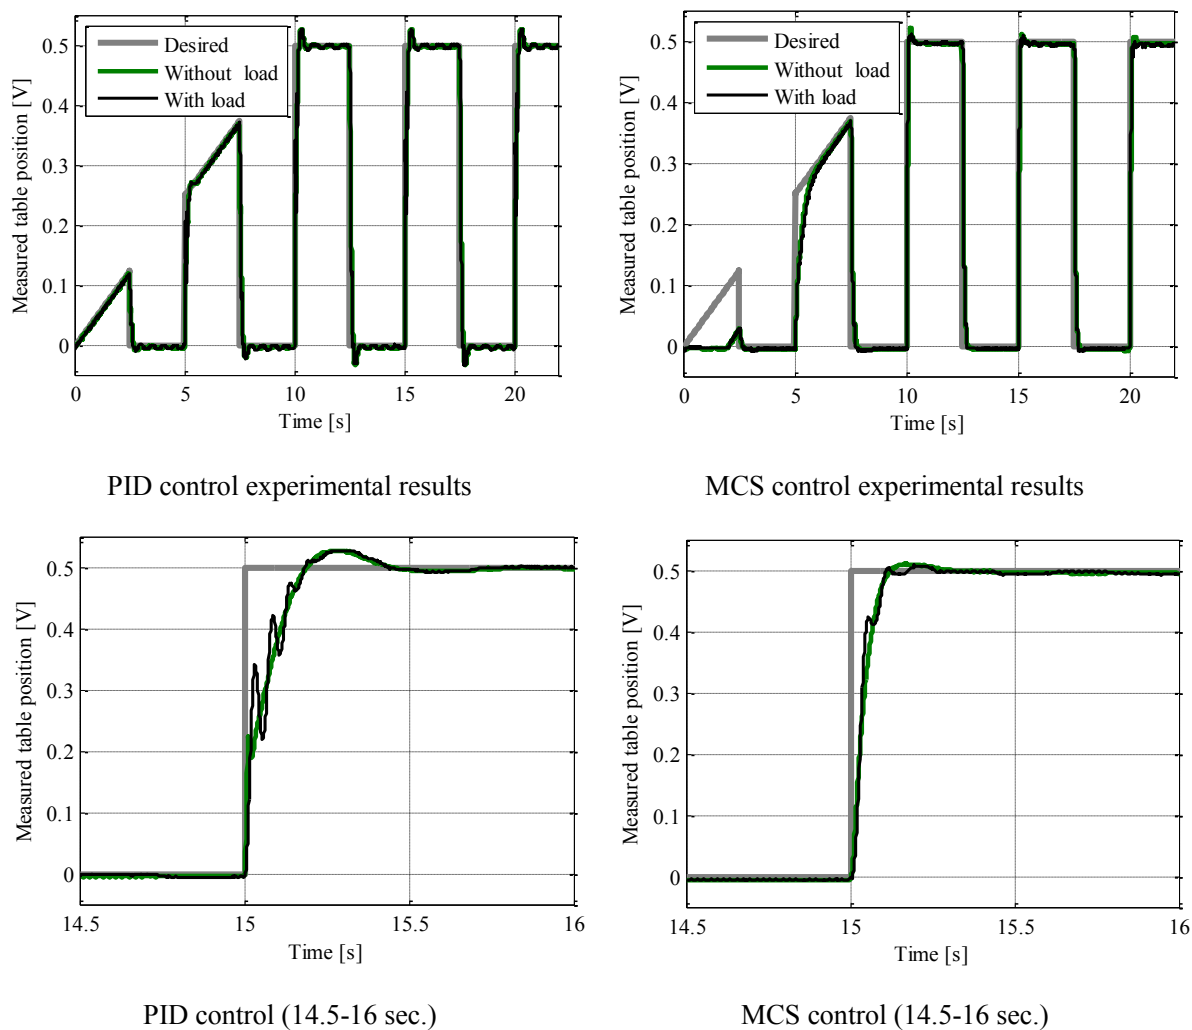 Measured table position [V]
0.5
0.4
0.3
0.2
0.1
0
Desired
Without load
With load
0
5
10
15
20
Time [s]
PID control experimental results
Measured table position [V]
0.5
0.4
0.3
0.2
0.1
0
Desired
Without load
With load
0
5
10
15
20
Time [s]
MCS control experimental results
Measured table position [V]
0.5
0.4
0.3
0.2
0.1
0
14.5
15
15.5
16
Time [s]
PID control (14.5-16 sec.)
Measured table position [V]
0.5
0.4
0.3
0.2
0.1
0
14.5
15
15.5
16
Time [s]
MCS control (14.5-16 sec.)